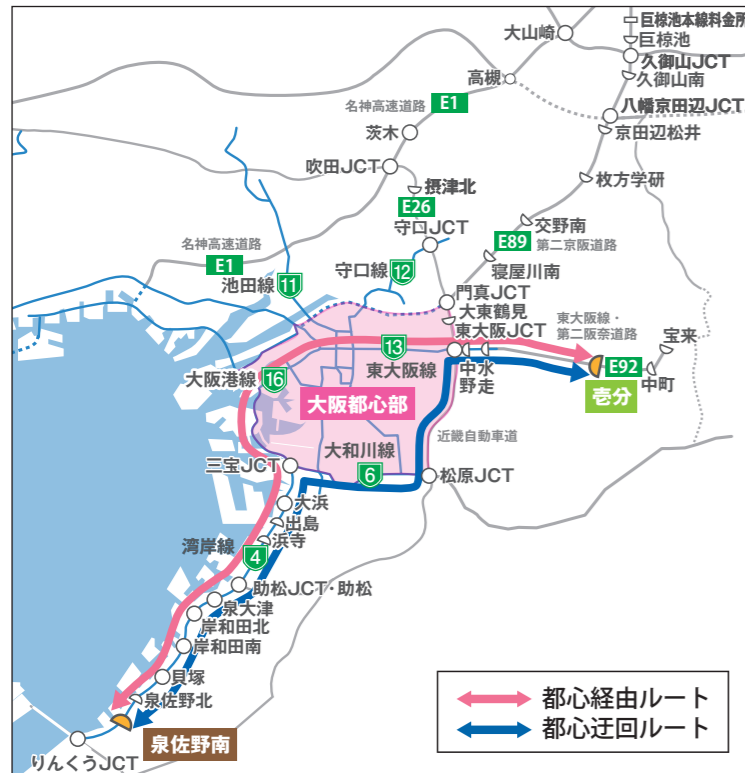 巨椋池本線料金所
大山崎
巨椋池
久御山JCT
久御山南
高槻
名神高速道路
E1
八幡京田辺JCT
茨木
京田辺松井
吹田JCT
摂津北
枚方学研
E26
守口JCT
交野南
E89
第二京阪道路
名神高速道路
E1
守口線
12
寝屋川南
池田線
11
門真JCT
大東鶴見
東大阪JCT
東大阪線・
第二阪奈道路
宝来
13
東大阪線
中野
水走
E92
中町
壱分
大阪港線
16
大阪都心部
近畿自動車道
大和川線
6
三宝JCT
松原JCT
大浜
出島
浜寺
湾岸線
4
助松JCT・助松
泉大津
岸和田北
岸和田南
貝塚
泉佐野北
泉佐野南
りんくうJCT
都心経由ルート
都心迂回ルート